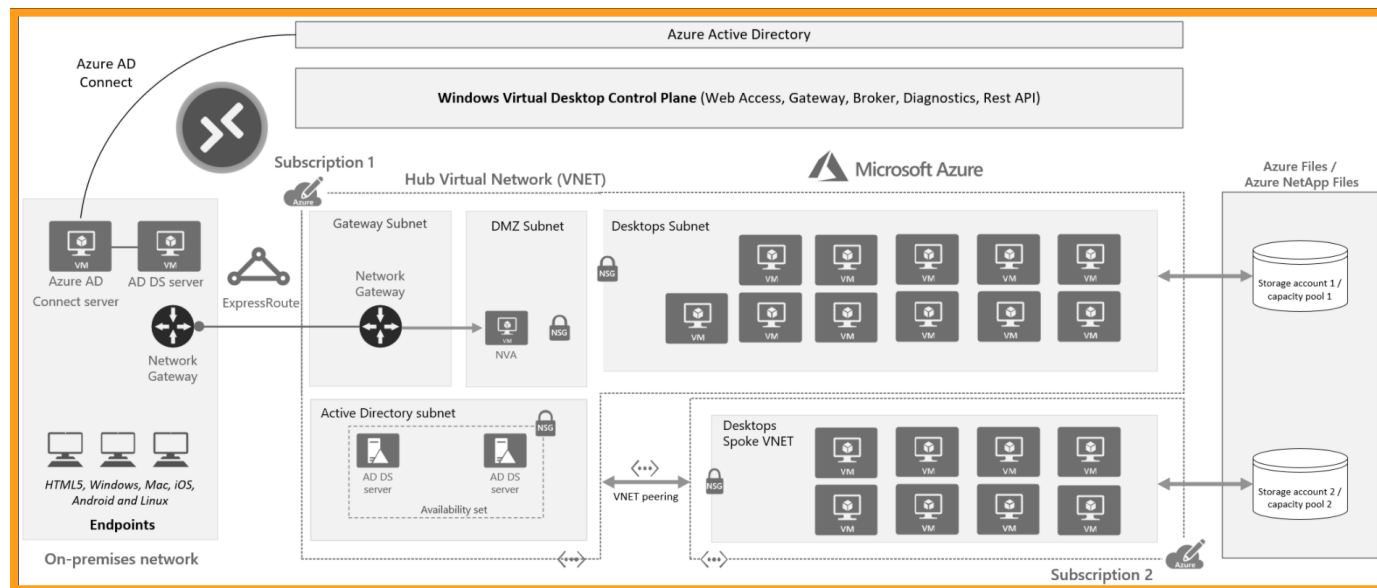 Azure Active Directory
Azure AD
Connect
Windows Virtual Desktop Control Plane (Web Access, Gateway, Broker, Diagnostics, Rest API)
Subscription 1
Azure
Hub Virtual Network (VNET)
Microsoft Azure
Azure Files /
Azure NetApp Files
VM
VM
Azure AD
Connect server
AD DS server
ExpressRoute
Network
Gateway
HTML5, Windows, Mac, iOS,
Android and Linux
Endpoints
On-premises network
Gateway Subnet
Network
Gateway
DMZ Subnet
VM
NVA
NSG
Desktops Subnet
NSG
VM VM VM VM VM
VM VM VM VM VM VM
Storage account 1 /
capacity pool 1
Active Directory subnet
NSG
AD DS
server
AD DS
server
Availability set
VNET peering
Desktops
Spoke VNET
NSG
VM VM VM VM
VM VM VM VM
Storage account 2 /
capacity pool 2
Azure
Subscription 2